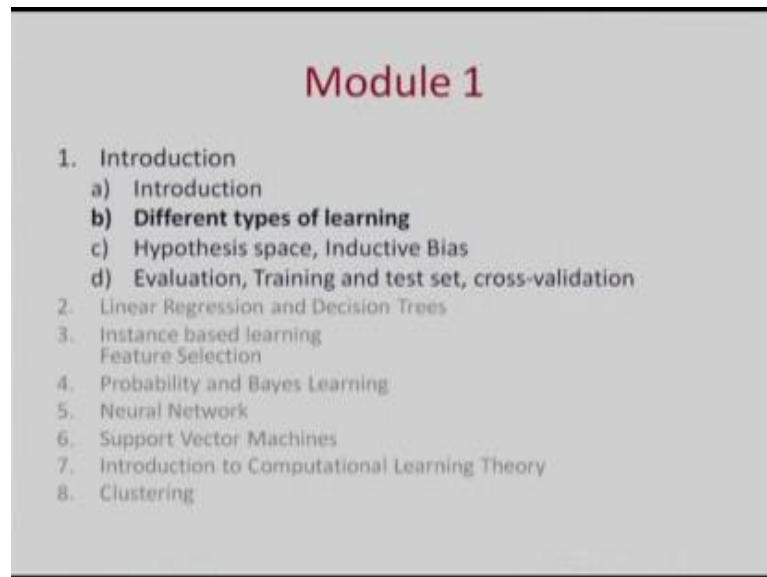 Module 1
1. Introduction
a) Introduction
b) Different types of learning
c) Hypothesis space, Inductive Bias
d) Evaluation, Training and test set, cross-validation
2. Linear Regression and Decision Trees
3. Instance based learning
Feature Selection
4. Probability and Bayes Learning
5. Neural Network
6. Support Vector Machines
7. Introduction to Computational Learning Theory
8. Clustering